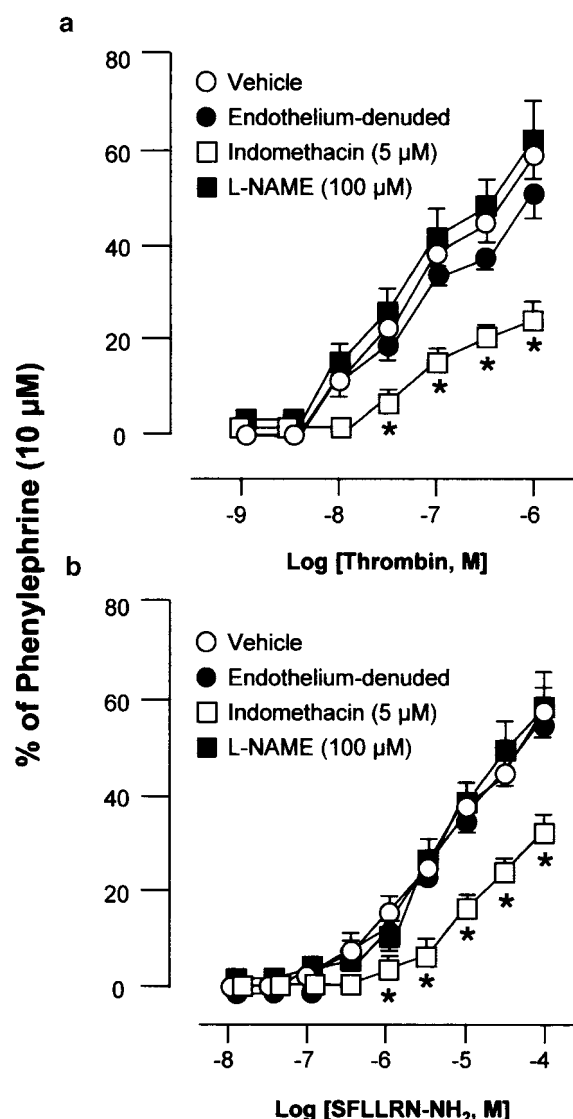 a
80
60
40
20
0
Vehicle
Endothelium-denuded
Indomethacin (5 µM)
L-NAME (100 µM)
* * * *
-9 -8 -7 -6
Log [Thrombin, M]
% of Phenylephrine (10 µM)
b
80
60
40
20
0
Vehicle
Endothelium-denuded
Indomethacin (5 µM)
L-NAME (100 µM)
* * * * *
-8 -7 -6 -5 -4
Log [SFLLRN-NH₂, M]